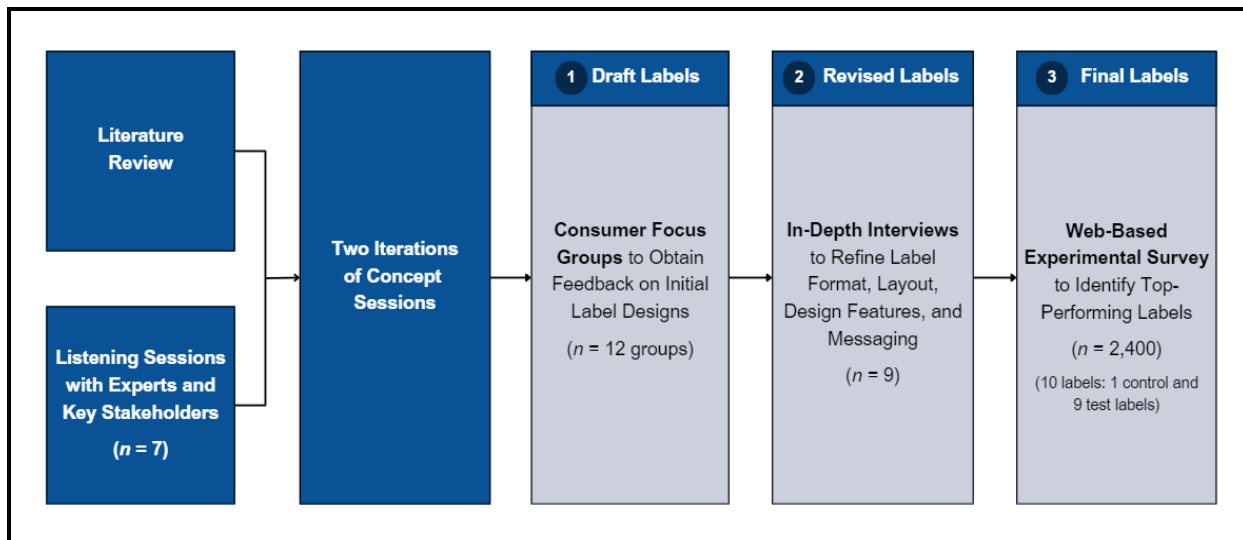 Literature
Review
Listening Sessions
with Experts and
Key Stakeholders
(n = 7)
Two Iterations
of Concept
Sessions
1 Draft Labels
Consumer Focus
Groups to Obtain
Feedback on Initial
Label Designs
(n = 12 groups)
2 Revised Labels
In-Depth Interviews
to Refine Label
Format, Layout,
Design Features, and
Messaging
(n = 9)
3 Final Labels
Web-Based
Experimental Survey
to Identify Top-
Performing Labels
(n = 2,400)
(10 labels: 1 control and
9 test labels)